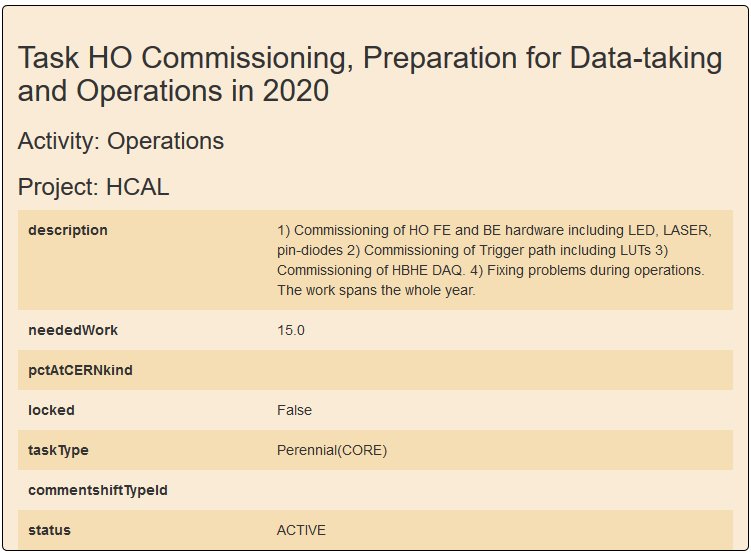 Task HO Commissioning, Preparation for Data-taking
and Operations in 2020
Activity: Operations
Project: HCAL
description
1) Commissioning of HO FE and BE hardware including LED, LASER,
pin-diodes 2) Commissioning of Trigger path including LUTs 3)
Commissioning of HBHE DAQ. 4) Fixing problems during operations.
The work spans the whole year.
neededWork 15.0
pctAtCERNkind
locked False
taskType Perennial(CORE)
commentshiftTypeId
status ACTIVE